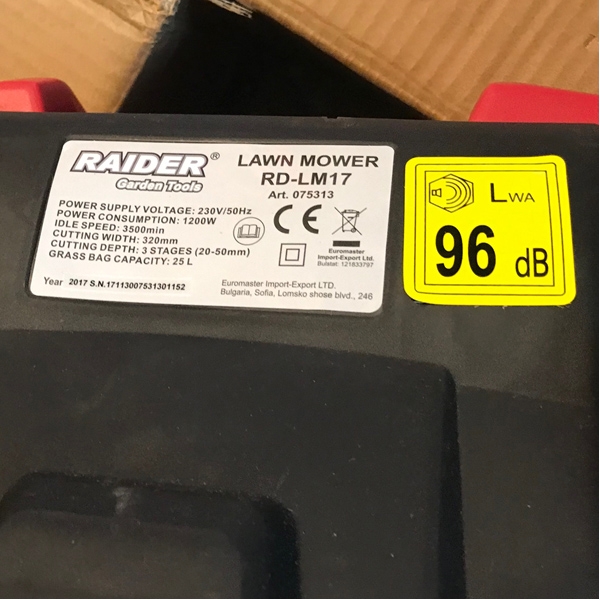 RAIDER®
Garden Tools
LAWN MOWER
RD-LM17
Art. 075313
POWER SUPPLY VOLTAGE: 230V/50Hz
POWER CONSUMPTION: 1200W
IDLE SPEED: 3500min
CUTTING WIDTH: 320mm
CUTTING DEPTH: 3 STAGES (20-50mm)
GRASS BAG CAPACITY: 25 L
CE
Euromaster
Import-Export Ltd.
Bulstat: 121833797
Year 2017 S.N.17113007531301152
Euromaster Import-Export LTD.
Bulgaria, Sofia, Lomsko shose blvd., 246
LWA
96 dB